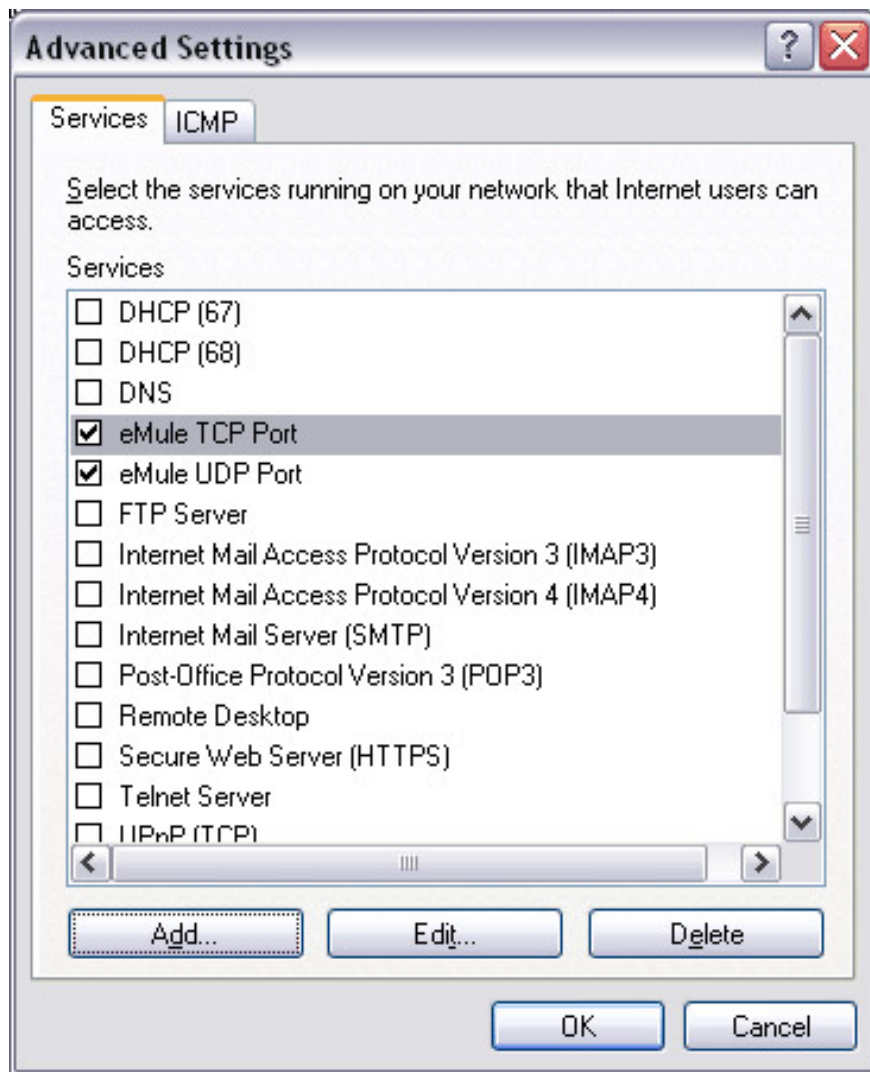 Advanced Settings
Services
ICMP
Select the services running on your network that Internet users can
access.
Services
DHCP (67)
DHCP (68)
DNS
eMule TCP Port
eMule UDP Port
FTP Server
Internet Mail Access Protocol Version 3 (IMAP3)
Internet Mail Access Protocol Version 4 (IMAP4)
Internet Mail Server (SMTP)
Post-Office Protocol Version 3 (POP3)
Remote Desktop
Secure Web Server (HTTPS)
Telnet Server
UPnP (TCP)
Add...
Edit...
Delete
OK
Cancel